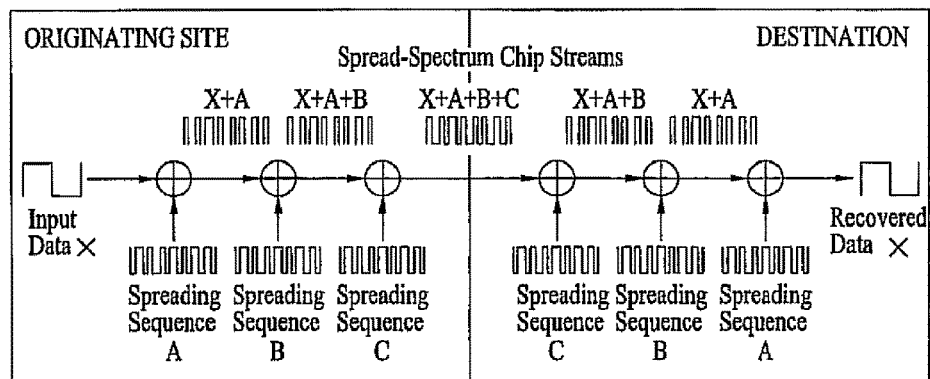 ORIGINATING SITE
DESTINATION
Spread-Spectrum Chip Streams
X+A
X+A+B
X+A+B+C
X+A+B
X+A
Input
Data X
Recovered
Data X
Spreading
Sequence
A
Spreading
Sequence
B
Spreading
Sequence
C
Spreading
Sequence
C
Spreading
Sequence
B
Spreading
Sequence
A